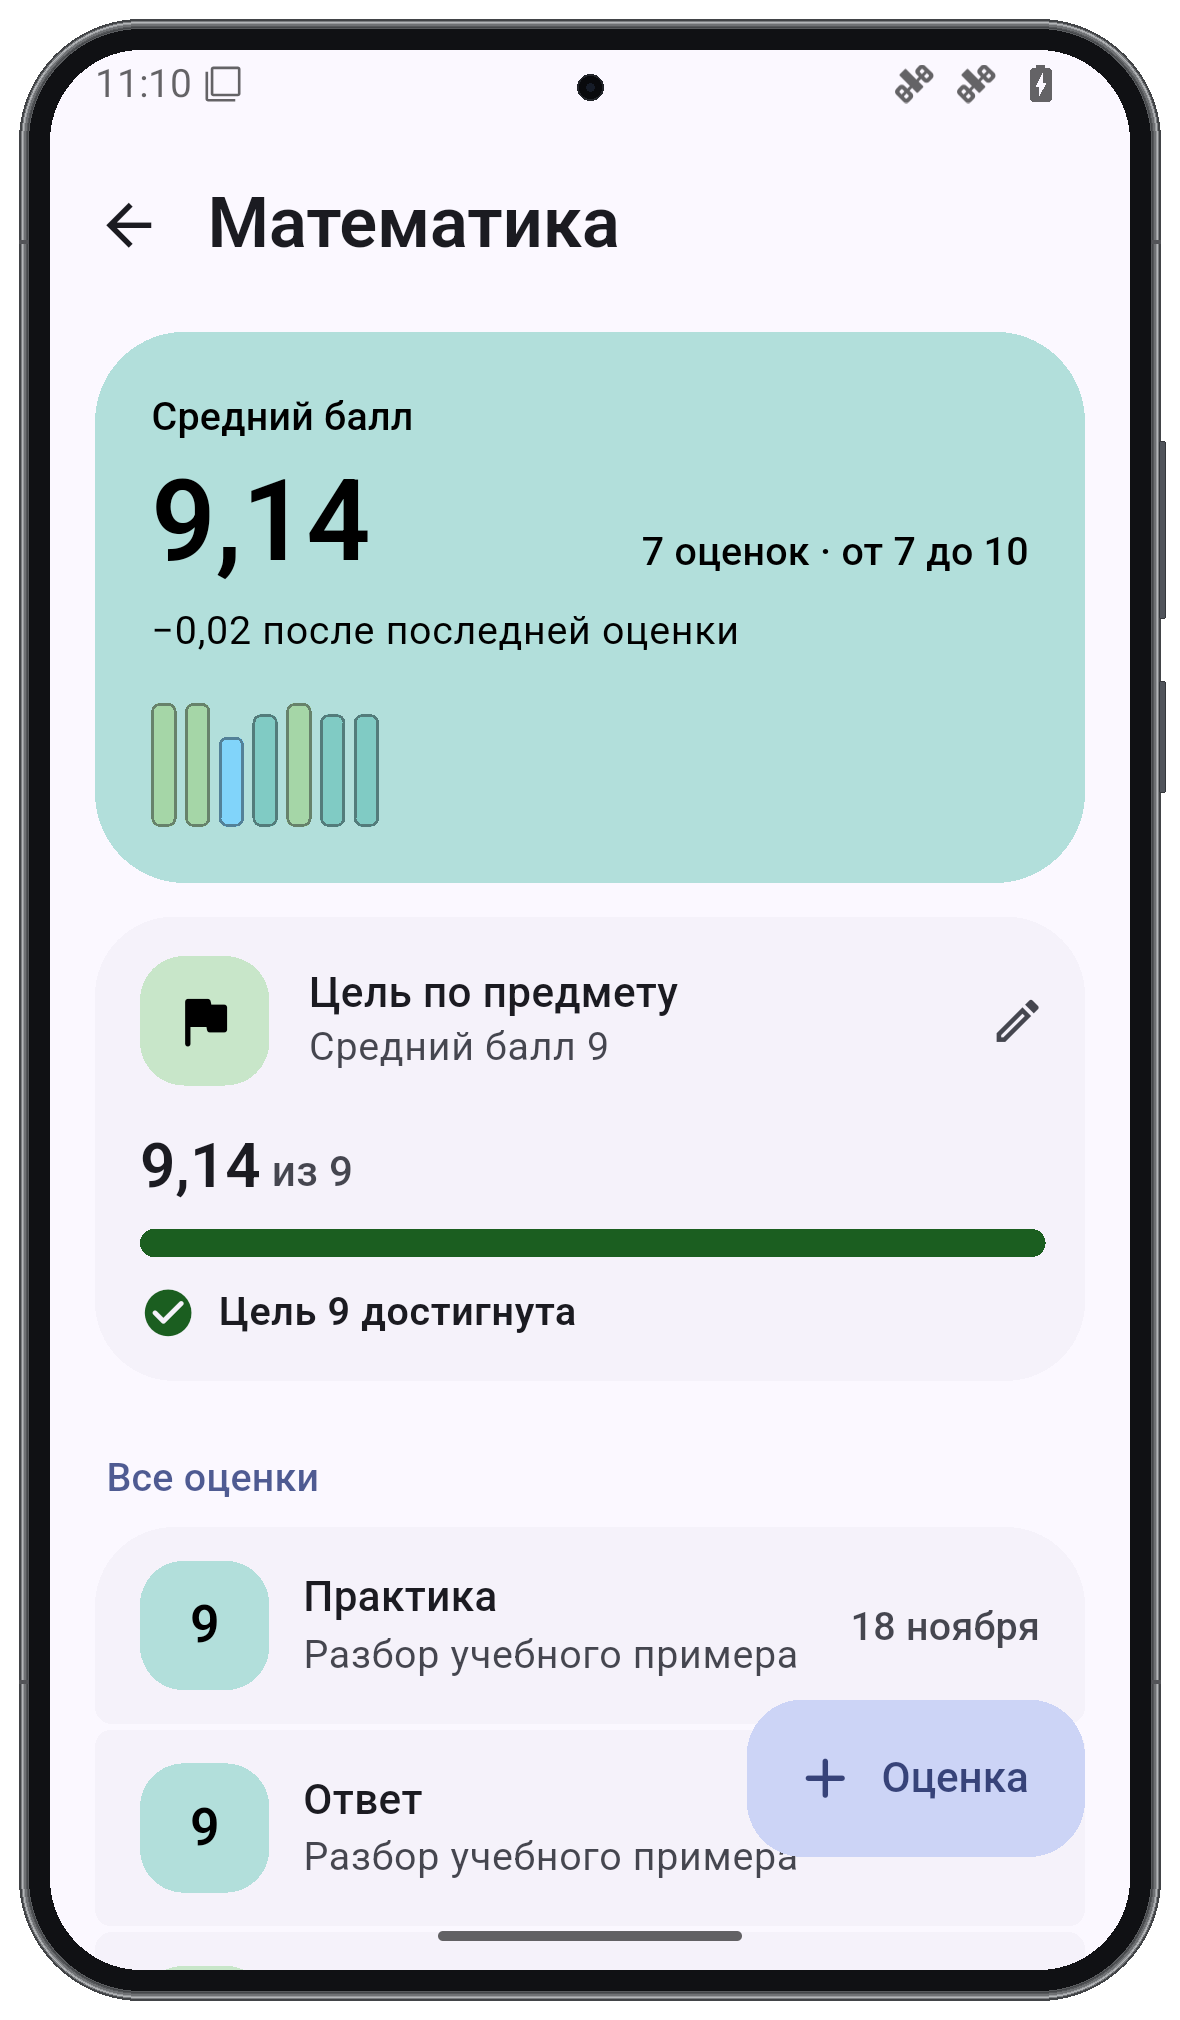 11:10
Математика
Средний балл
9,14
7 оценок · от 7 до 10
−0,02 после последней оценки
Цель по предмету
Средний балл 9
9,14 из 9
Цель 9 достигнута
Все оценки
9
Практика
Разбор учебного примера
18 ноября
9
Ответ
Разбор учебного примера
+ Оценка